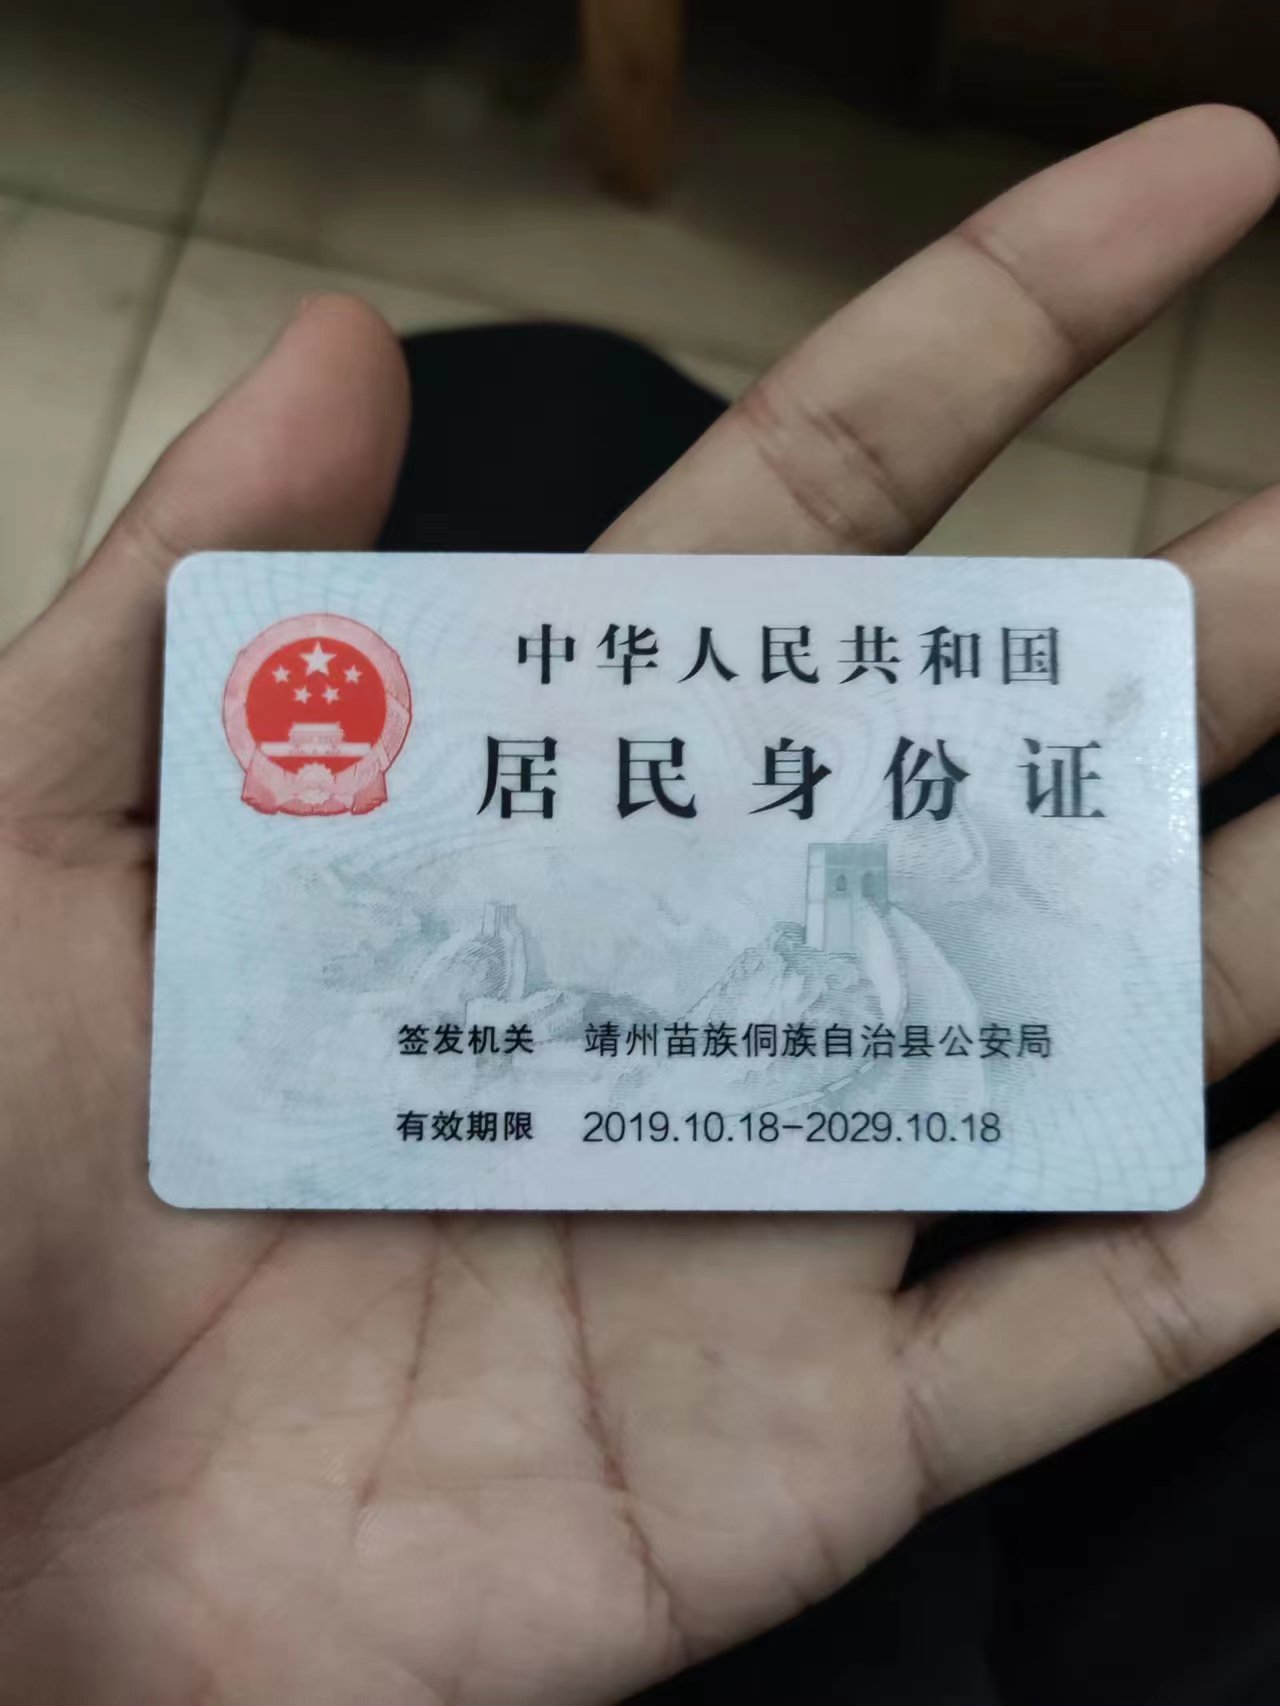 中华人民共和国
居民身份证
签发机关 靖州苗族侗族自治县公安局
有效期限 2019.10.18-2029.10.18